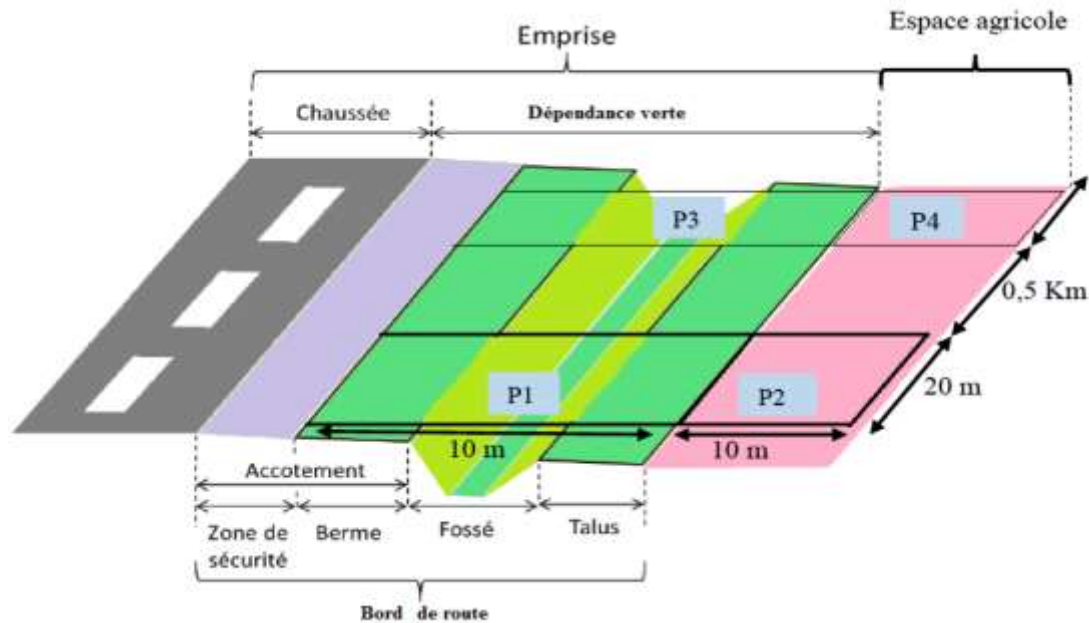 Emprise
Espace agricole
Chaussée
Dépendance verte
P3
P4
0,5 Km
P1
P2
20 m
10 m
10 m
Accotement
Zone de
sécurité
Berme
Fossé
Talus
Bord de route